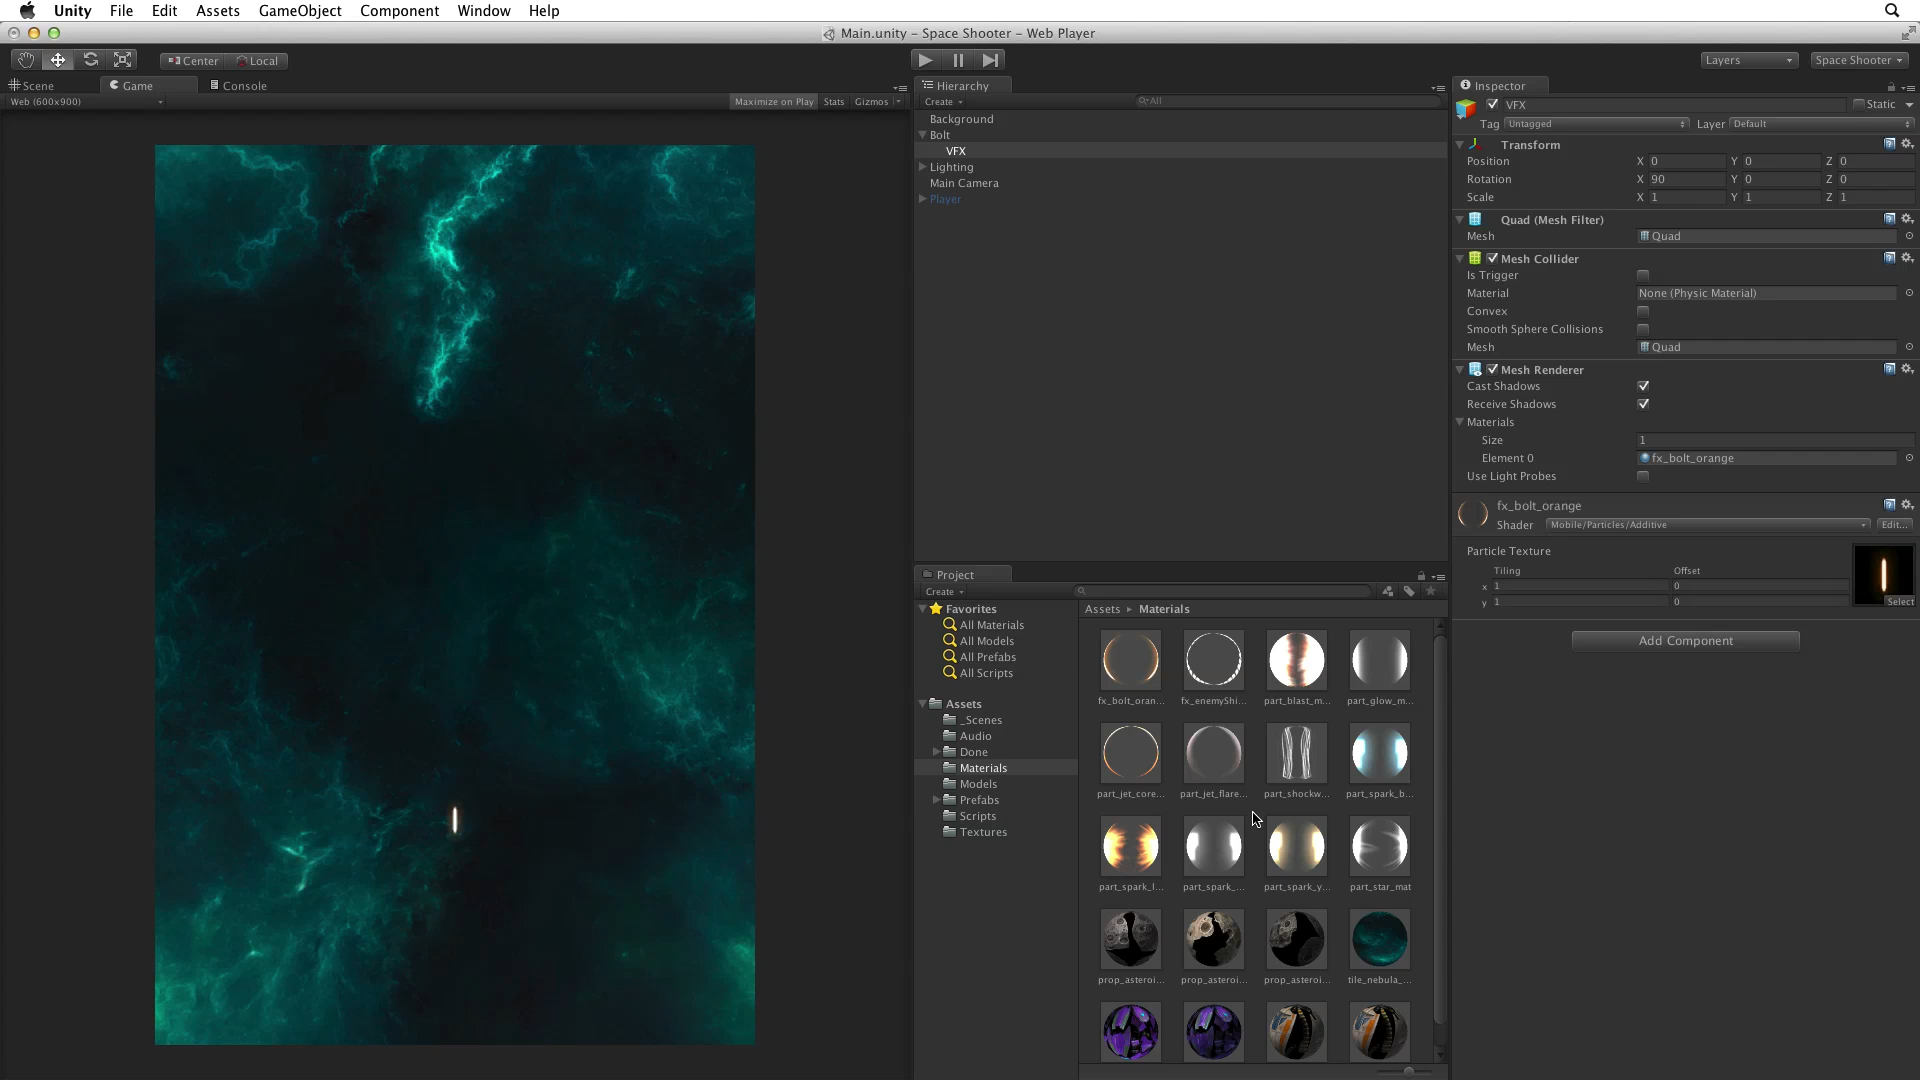 Unity File Edit Assets GameObject Component Window Help
Main.unity – Space Shooter – Web Player
Center Local
Layers Space Shooter
Scene Game Console
Web (600x900) Maximize on Play Stats Gizmos
Hierarchy
Create All
Background
Bolt
VFX
Lighting
Main Camera
Player
Project
Create
Favorites
All Materials
All Models
All Prefabs
All Scripts
Assets
_Scenes
Audio
Done
Materials
Models
Prefabs
Scripts
Textures
Assets ▸ Materials
fx_bolt_oran... fx_enemyShi... part_blast_m... part_glow_m...
part_jet_core... part_jet_flare... part_shockw... part_spark_b...
part_spark_l... part_spark_... part_spark_y... part_star_mat
prop_asteroi... prop_asteroi... prop_asteroi... tile_nebula_...
Inspector
VFX Static
Tag Untagged Layer Default
Transform
Position X 0 Y 0 Z 0
Rotation X 90 Y 0 Z 0
Scale X 1 Y 1 Z 1
Quad (Mesh Filter)
Mesh Quad
Mesh Collider
Is Trigger
Material None (Physic Material)
Convex
Smooth Sphere Collisions
Mesh Quad
Mesh Renderer
Cast Shadows
Receive Shadows
Materials
Size 1
Element 0 fx_bolt_orange
Use Light Probes
fx_bolt_orange
Shader Mobile/Particles/Additive Edit...
Particle Texture
Tiling Offset
x 1 0
y 1 0
Select
Add Component